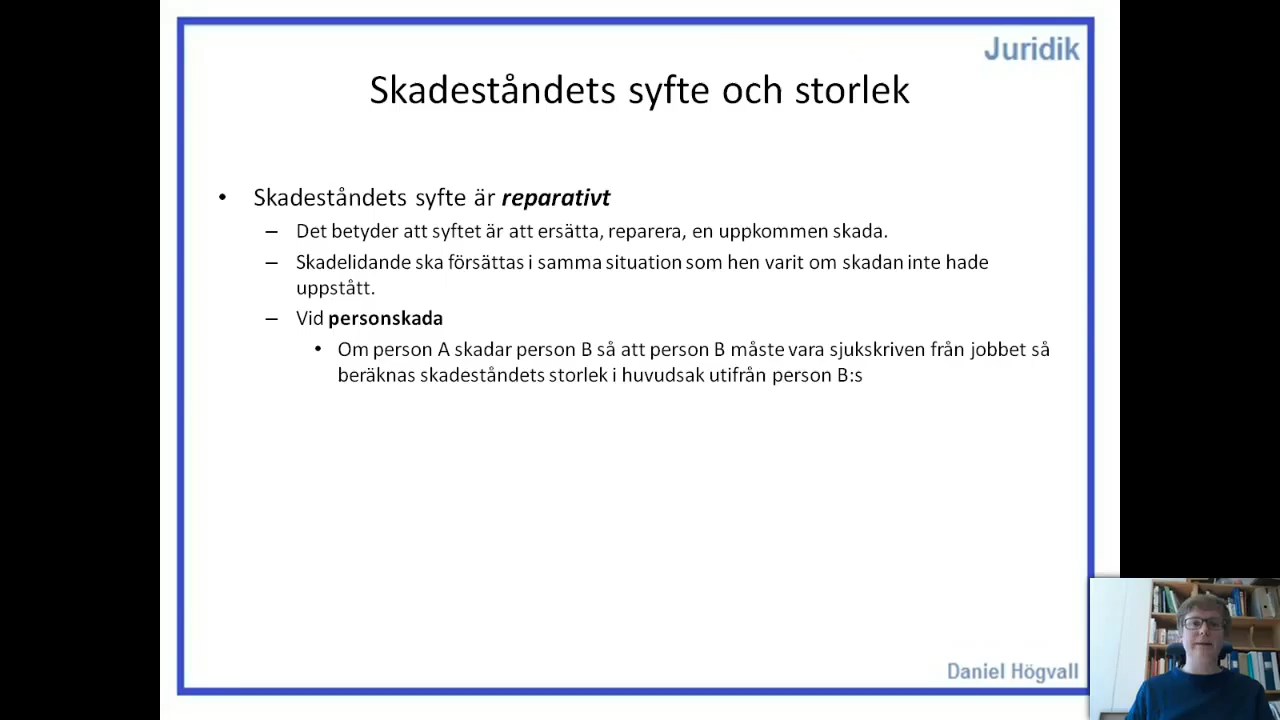 Juridik
Skadeståndets syfte och storlek
• Skadeståndets syfte är reparativt
– Det betyder att syftet är att ersätta, reparera, en uppkommen skada.
– Skadelidande ska försättas i samma situation som hen varit om skadan inte hade
uppstått.
– Vid personskada
• Om person A skadar person B så att person B måste vara sjukskriven från jobbet så
beräknas skadeståndets storlek i huvudsak utifrån person B:s
Daniel Högvall